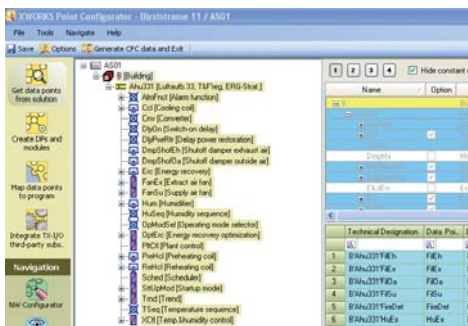 XWORKS Point Configurator - Birststrasse 11 / AS01
File Tools Navigate Help
Save Options Generate CFC data and Exit
Get data points
from solution
Create DPs and
modules
Map data points
to program
Integrate TX-I/O
third-party subs.
Navigation
NW Configurator
AS01
B [Building]
Ahu331 [Luftaufb.33, T&Freg, ERG-Strat.]
AlmFnct [Alarm function]
Ccl [Cooling coil]
Cnv [Converter]
DlyOn [Switch-on delay]
DlyPwrRtr [Delay power restoration]
DmpShofEh [Shutoff damper exhaust air]
DmpShofOa [Shutoff damper outside air]
Erc [Energy recovery]
FanEx [Extract air fan]
FanSu [Supply air fan]
Hum [Humidifier]
HuSeq [Humidity sequence]
OpModSel [Operating mode selector]
OptErc [Energy recovery optimization]
PltCtl [Plant control]
PreHcl [Preheating coil]
ReHcl [Reheating coil]
Sched [Scheduler]
SttUpMod [Startup mode]
Trnd [Trend]
TSeq [Temperature sequence]
XCtl [Temp.&humidity control]
1 2 3 4 Hide constant
Name Option
B
DmpMx
Technical Designation Data Poi..
1 B'Ahu331'FilEh FilEh
2 B'Ahu331'FilEx FilEx
3 B'Ahu331'FilOa FilOa
4 B'Ahu331'FilSu FilSu
5 B'Ahu331'FireDet FireDet
6 B'Ahu331'HuEx HuEx